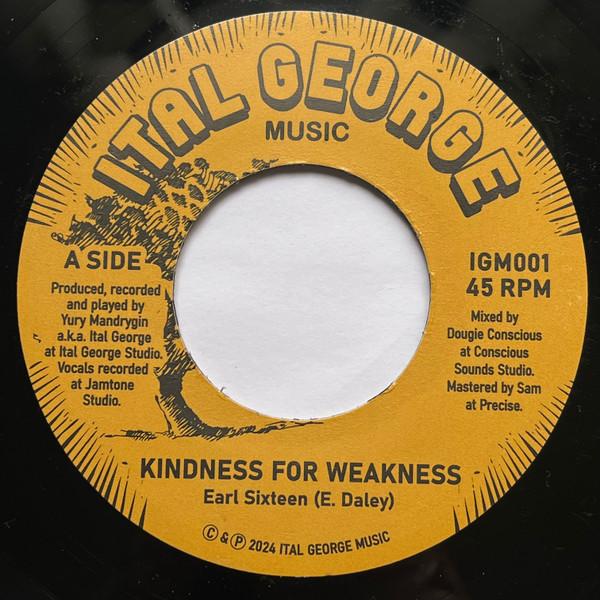 ITAL GEORGE
MUSIC
A SIDE
Produced, recorded
and played by
Yury Mandrygin
a.k.a. Ital George
at Ital George Studio.
Vocals recorded
at Jamtone
Studio.
IGM001
45 RPM
Mixed by
Dougie Conscious
at Conscious
Sounds Studio.
Mastered by Sam
at Precise.
KINDNESS FOR WEAKNESS
Earl Sixteen (E. Daley)
© & ℗ 2024 ITAL GEORGE MUSIC